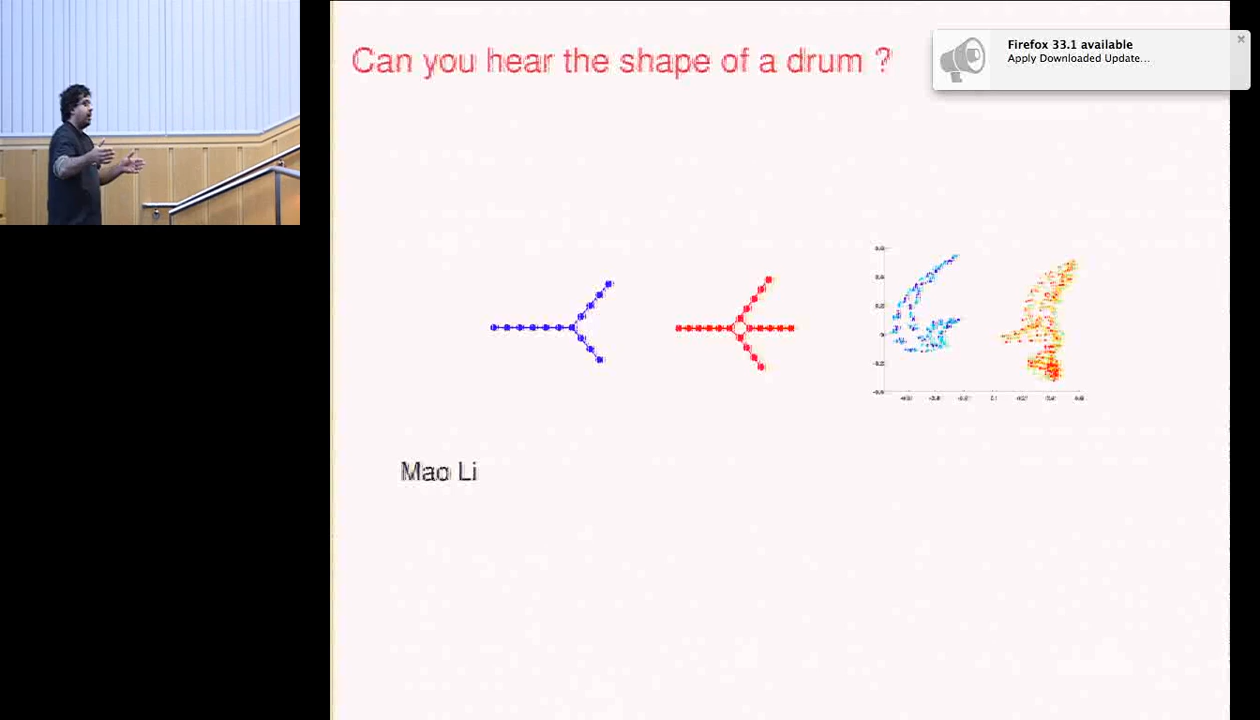 Can you hear the shape of a drum ?
Firefox 33.1 available
Apply Downloaded Update...
Mao Li